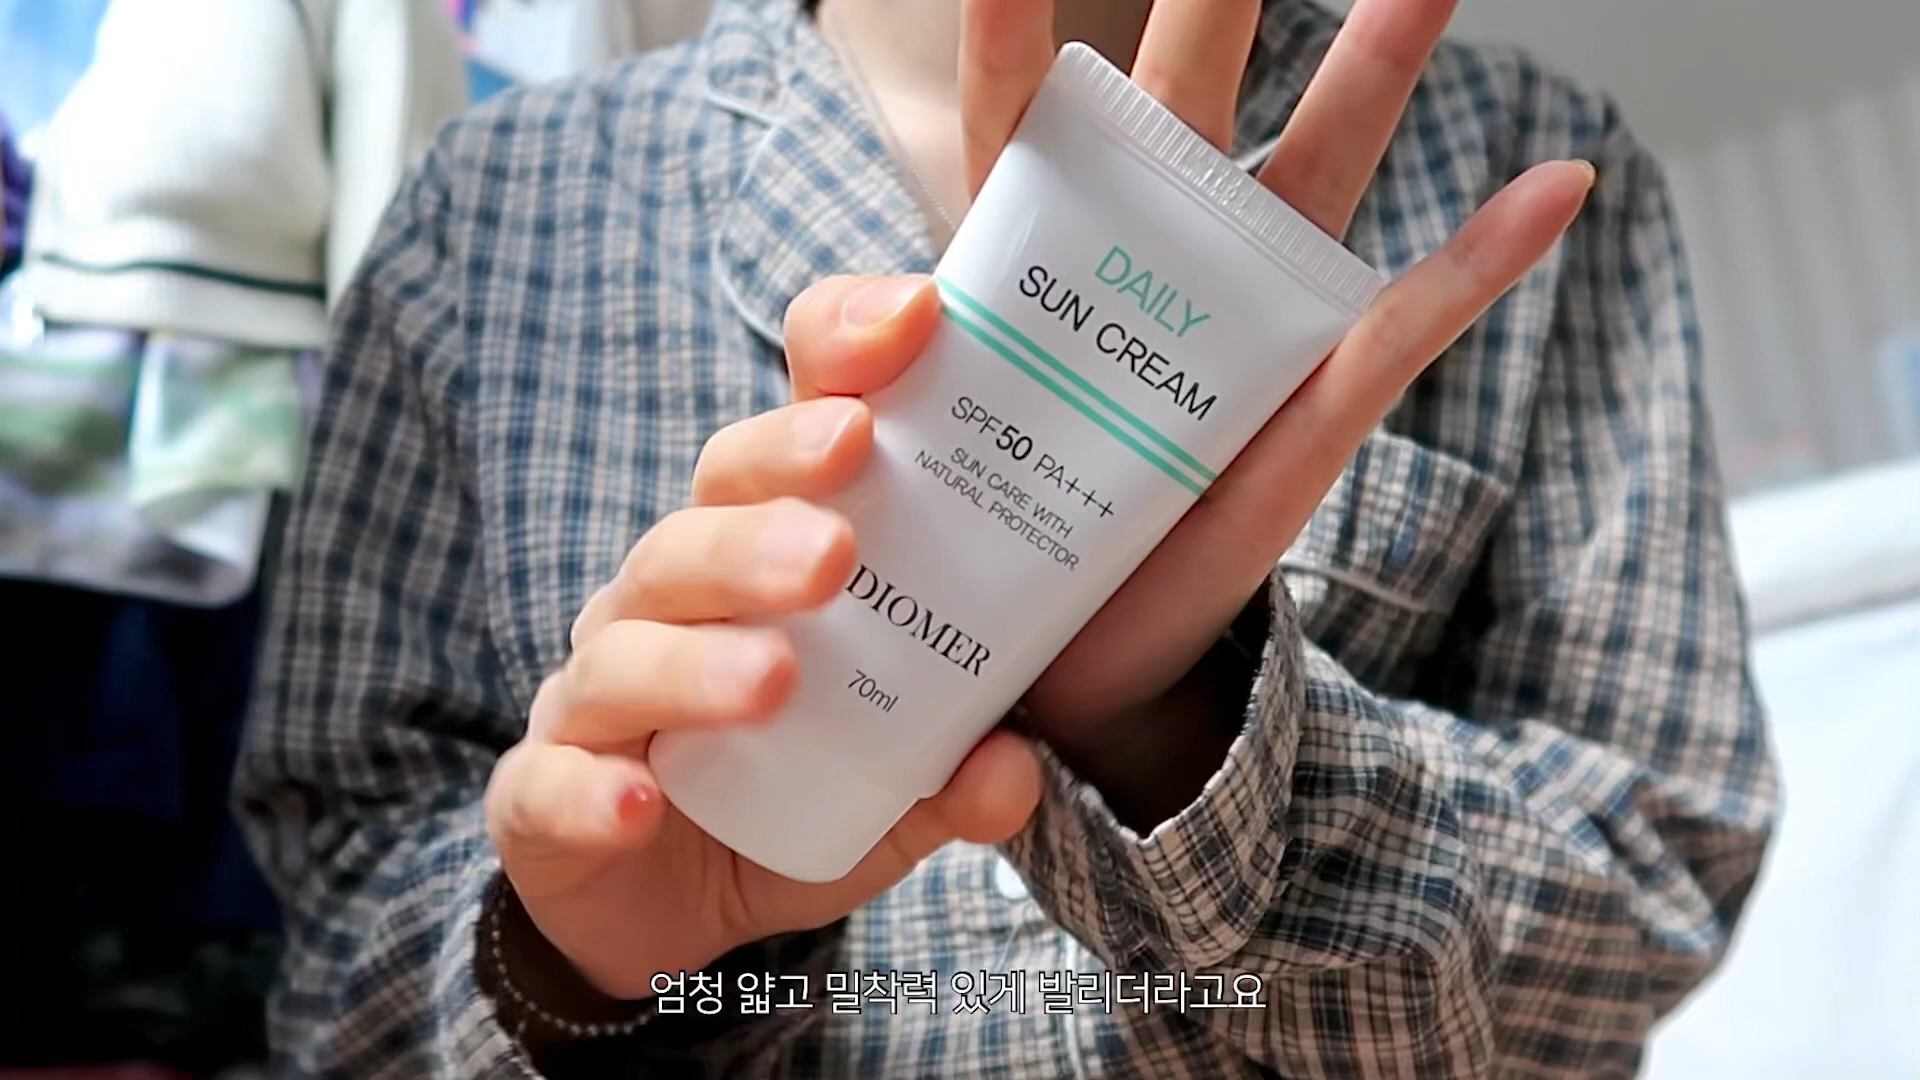 DAILY
SUN CREAM
SPF50 PA+++
SUN CARE WITH
NATURAL PROTECTOR
DIOMER
70ml
엄청 얇고 밀착력 있게 발리더라고요